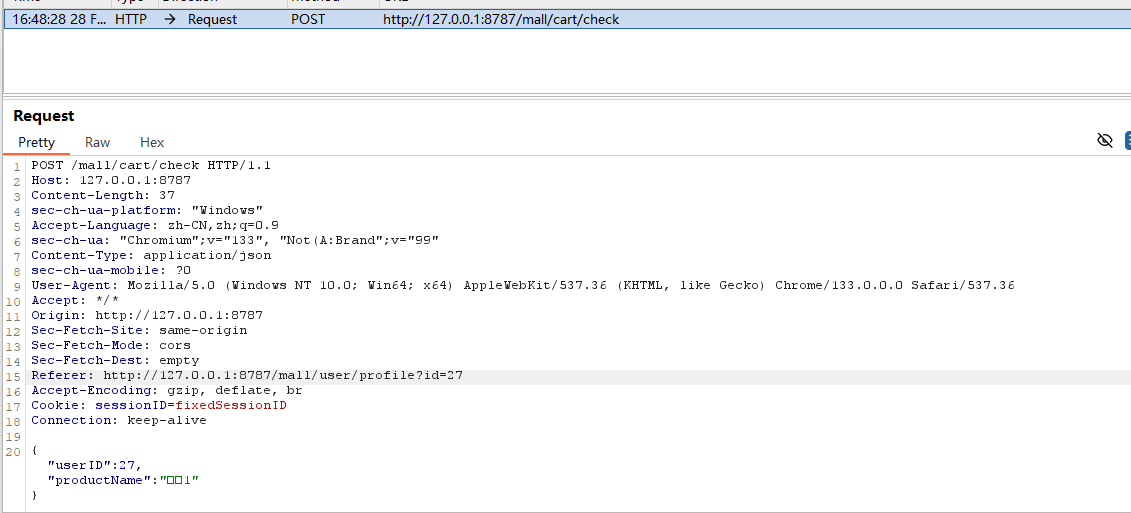 16:48:28 28 F... HTTP → Request POST http://127.0.0.1:8787/mall/cart/check
Request
Pretty Raw Hex
1 POST /mall/cart/check HTTP/1.1
2 Host: 127.0.0.1:8787
3 Content-Length: 37
4 sec-ch-ua-platform: "Windows"
5 Accept-Language: zh-CN,zh;q=0.9
6 sec-ch-ua: "Chromium";v="133", "Not(A:Brand";v="99"
7 Content-Type: application/json
8 sec-ch-ua-mobile: ?0
9 User-Agent: Mozilla/5.0 (Windows NT 10.0; Win64; x64) AppleWebKit/537.36 (KHTML, like Gecko) Chrome/133.0.0.0 Safari/537.36
10 Accept: */*
11 Origin: http://127.0.0.1:8787
12 Sec-Fetch-Site: same-origin
13 Sec-Fetch-Mode: cors
14 Sec-Fetch-Dest: empty
15 Referer: http://127.0.0.1:8787/mall/user/profile?id=27
16 Accept-Encoding: gzip, deflate, br
17 Cookie: sessionID=fixedSessionID
18 Connection: keep-alive
19
20 {
"userID":27,
"productName":"□□1"
}